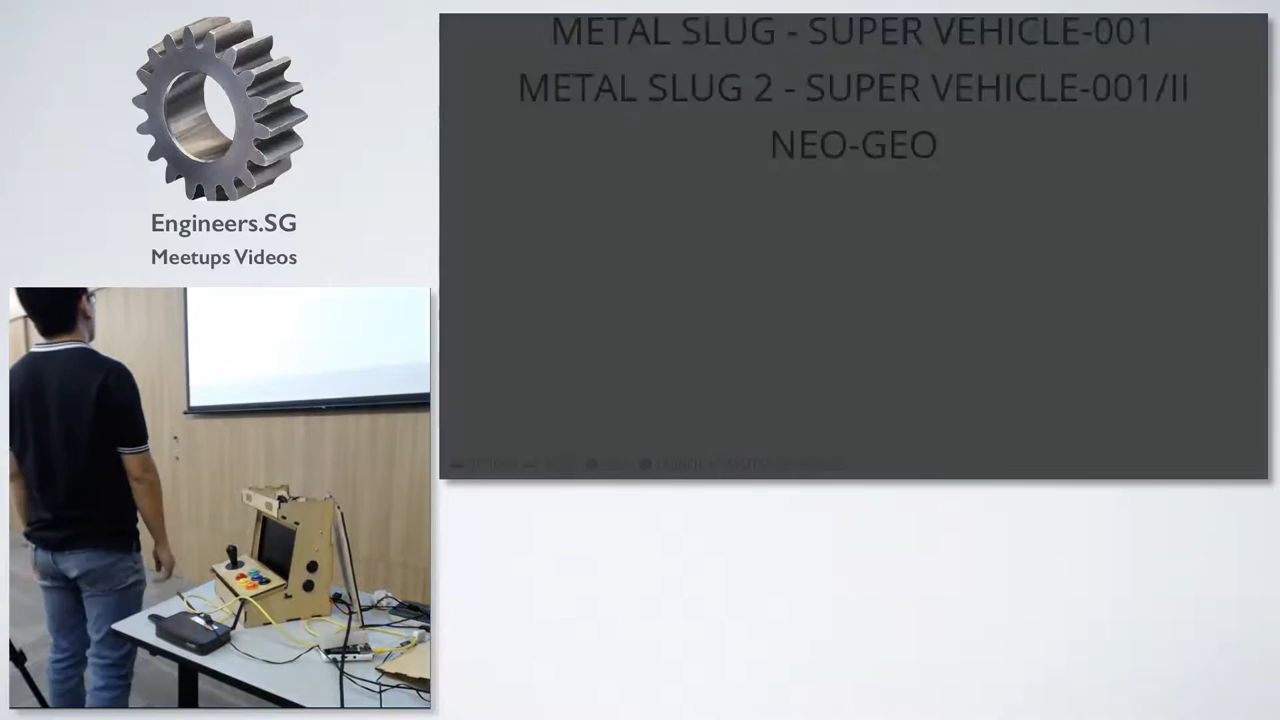 Engineers.SG
Meetups Videos
METAL SLUG - SUPER VEHICLE-001
METAL SLUG 2 - SUPER VEHICLE-001/II
NEO-GEO